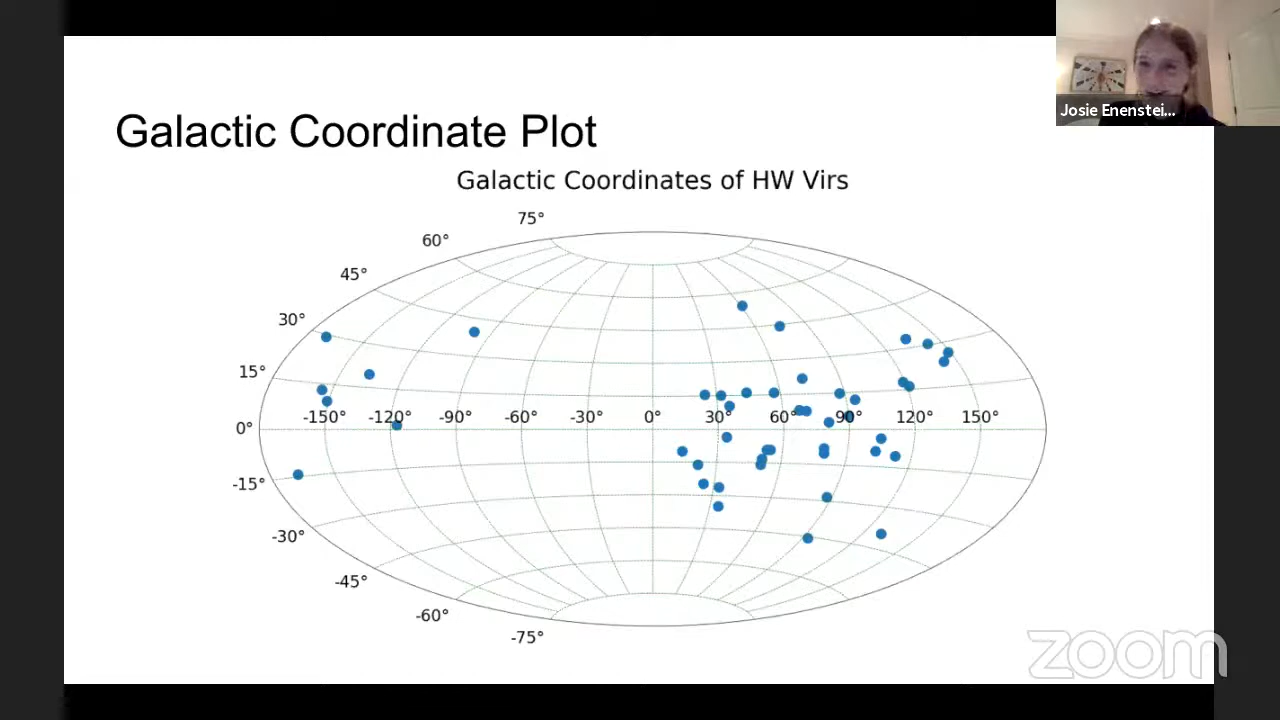 Josie Enenstei...
Galactic Coordinate Plot
Galactic Coordinates of HW Virs
75°
60°
45°
30°
15°
0°
-15°
-30°
-45°
-60°
-75°
-150° -120° -90° -60° -30° 0° 30° 60° 90° 120° 150°
zoom